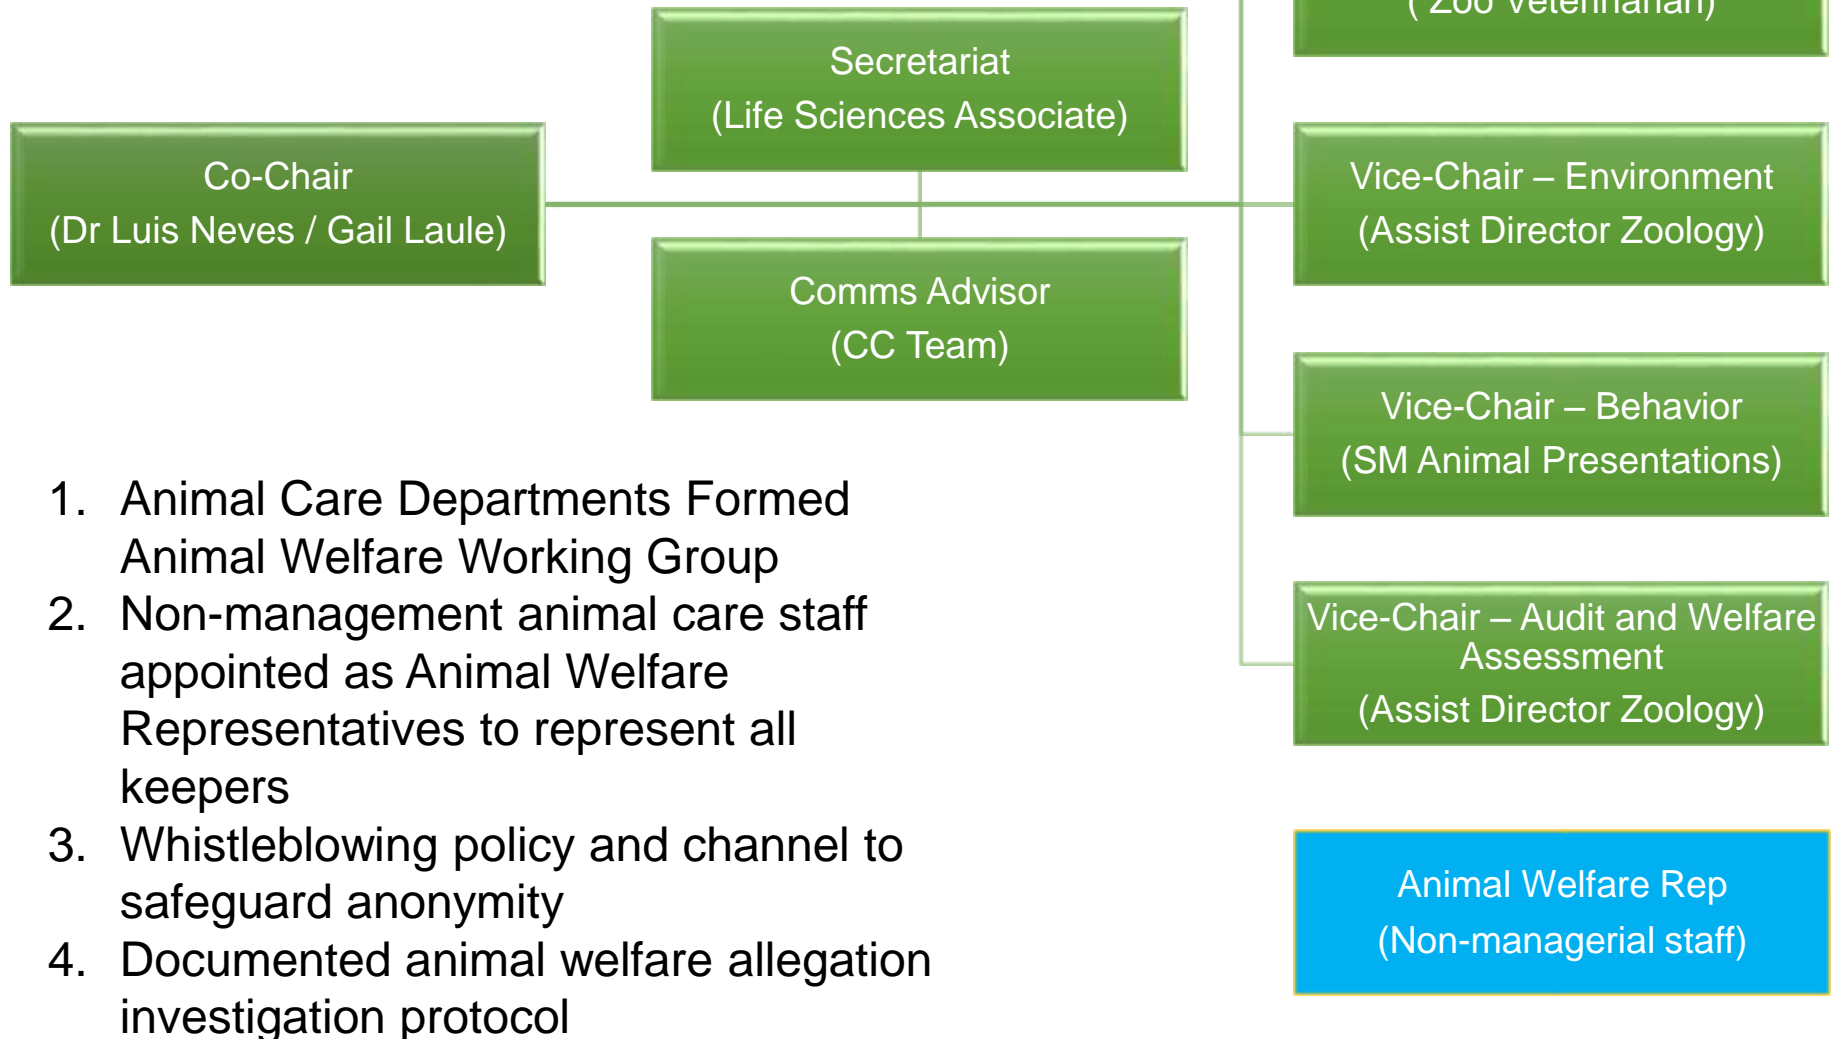 ( Zoo Veterinarian)
Secretariat
(Life Sciences Associate)
Co-Chair
(Dr Luis Neves / Gail Laule)
Vice-Chair – Environment
(Assist Director Zoology)
Comms Advisor
(CC Team)
Vice-Chair – Behavior
(SM Animal Presentations)
Vice-Chair – Audit and Welfare
Assessment
(Assist Director Zoology)
Animal Welfare Rep
(Non-managerial staff)
1. Animal Care Departments Formed
Animal Welfare Working Group
2. Non-management animal care staff
appointed as Animal Welfare
Representatives to represent all
keepers
3. Whistleblowing policy and channel to
safeguard anonymity
4. Documented animal welfare allegation
investigation protocol